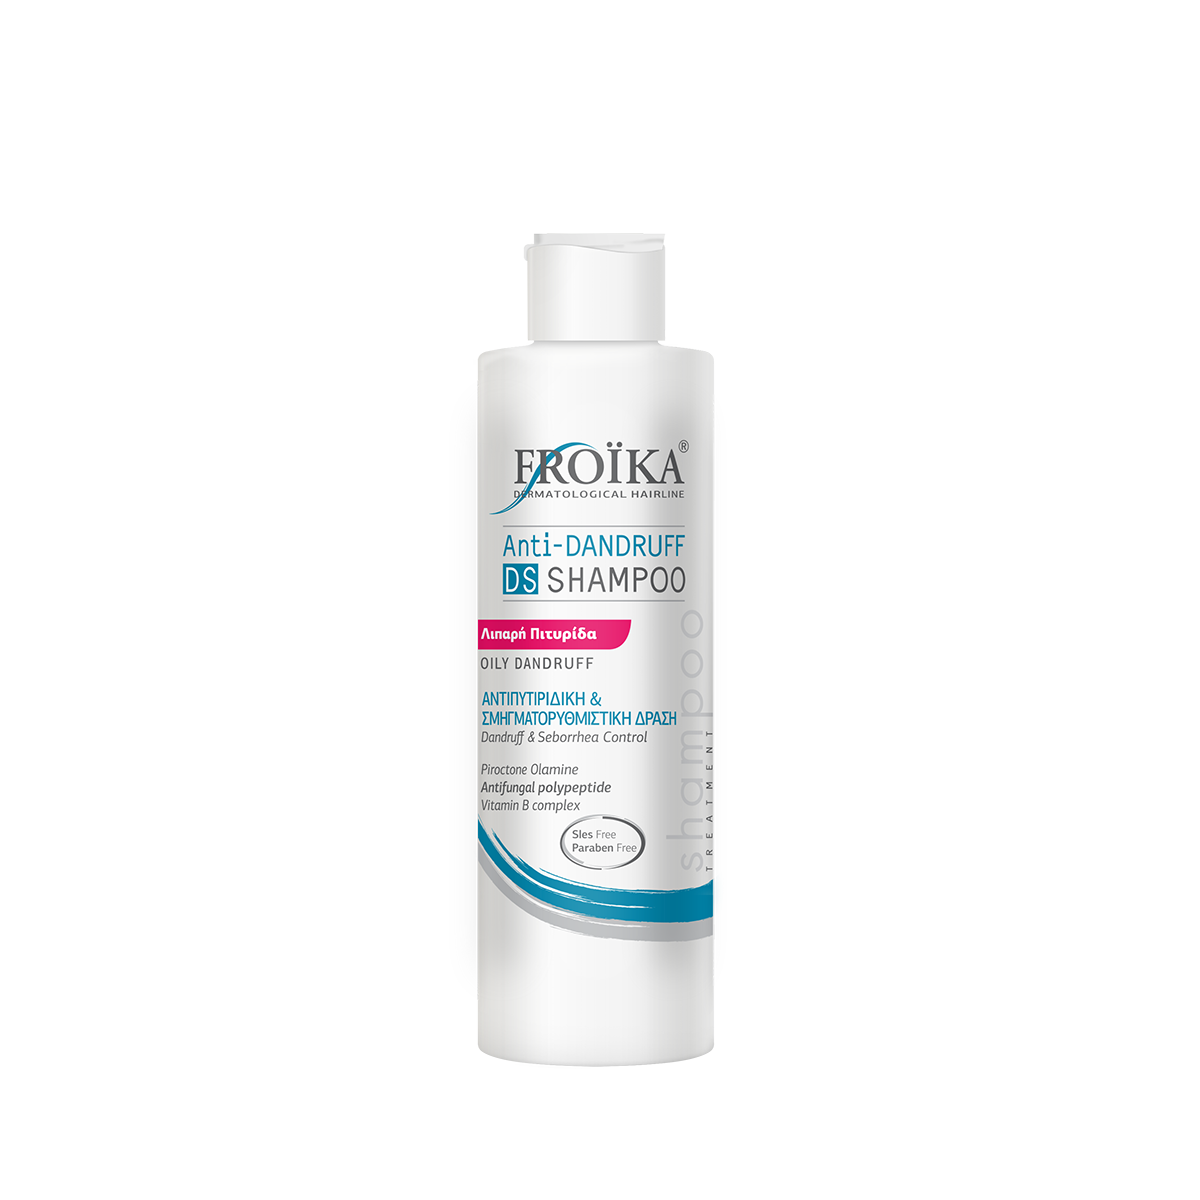 FROÏKA®
DERMATOLOGICAL HAIRLINE
Anti-DANDRUFF
DS SHAMPOO
Λιπαρή Πιτυρίδα
OILY DANDRUFF
ΑΝΤΙΠΥΤΙΡΙΔΙΚΗ &
ΣΜΗΓΜΑΤΟΡΥΘΜΙΣΤΙΚΗ ΔΡΑΣΗ
Dandruff & Seborrhea Control
Piroctone Olamine
Antifungal polypeptide
Vitamin B complex
Sles Free
Paraben Free
shampoo
TREATMENT